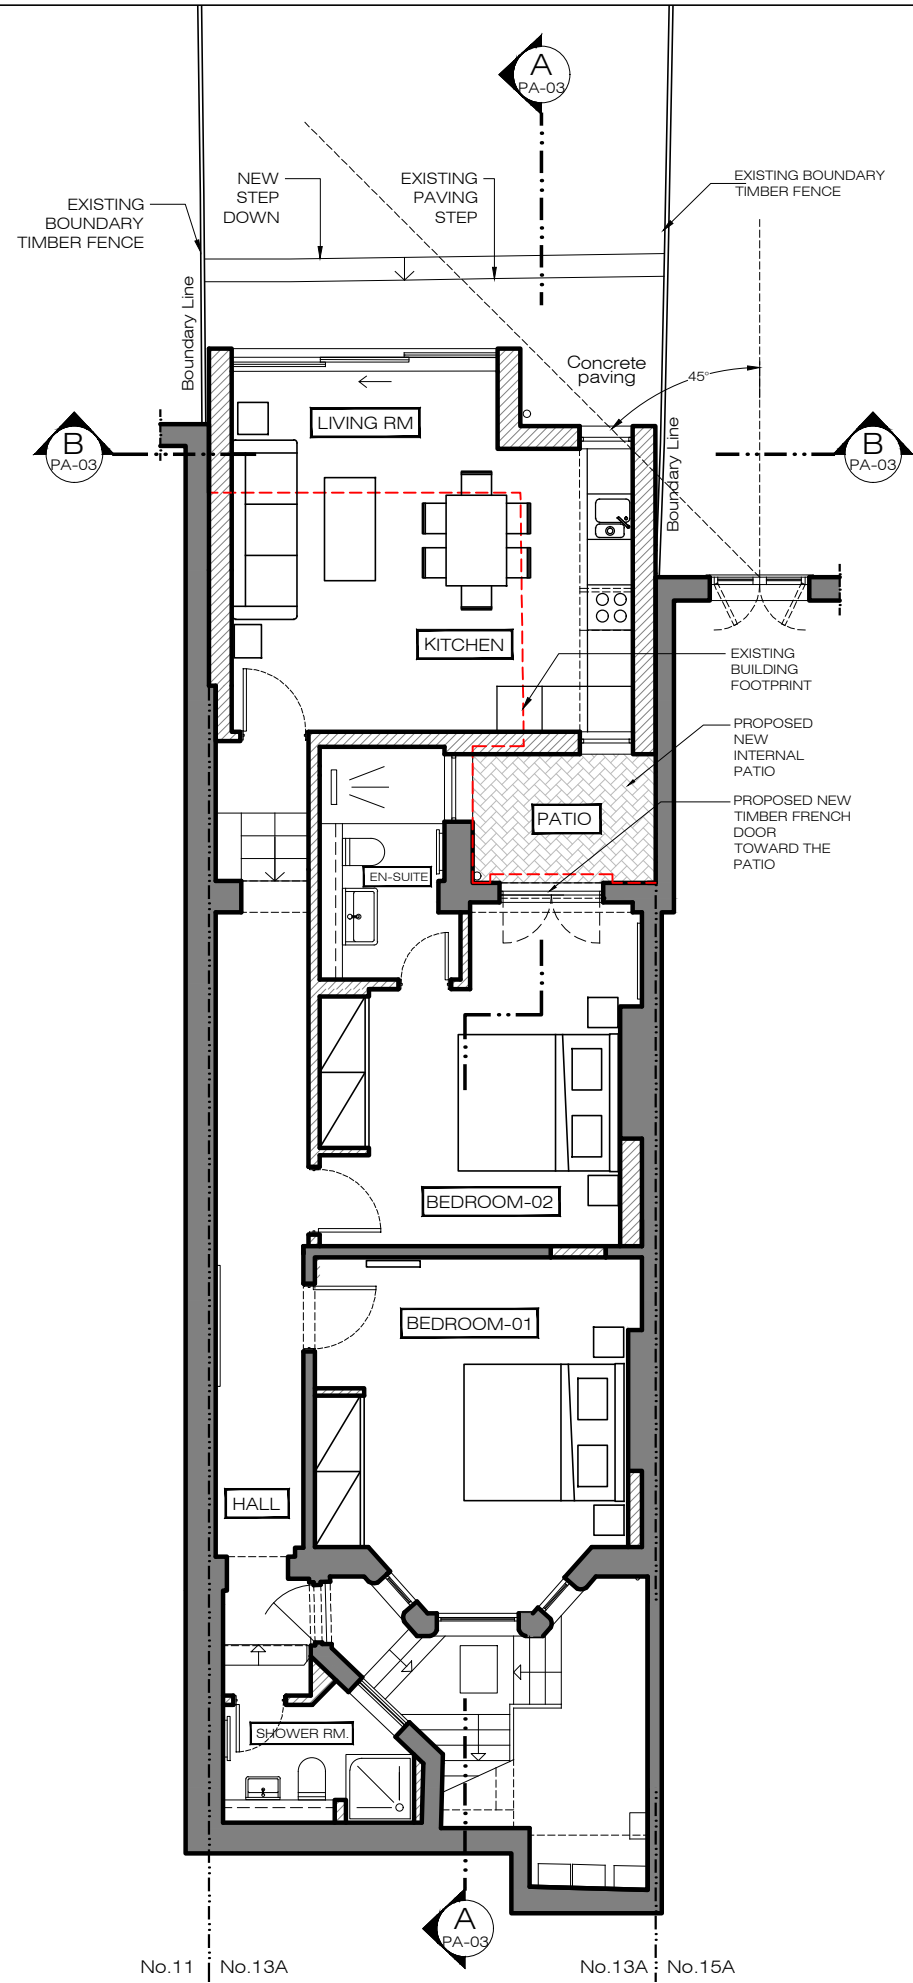 A
PA-03
NEW
STEP
DOWN
EXISTING
PAVING
STEP
EXISTING BOUNDARY
TIMBER FENCE
EXISTING
BOUNDARY
TIMBER FENCE
Boundary Line
Concrete
paving
45°
LIVING RM
B
PA-03
B
PA-03
Boundary Line
KITCHEN
EXISTING
BUILDING
FOOTPRINT
PROPOSED
NEW
INTERNAL
PATIO
PATIO
PROPOSED NEW
TIMBER FRENCH
DOOR
TOWARD THE
PATIO
EN-SUITE
BEDROOM-02
BEDROOM-01
HALL
SHOWER RM.
A
PA-03
No.11
No.13A
No.13A
No.15A